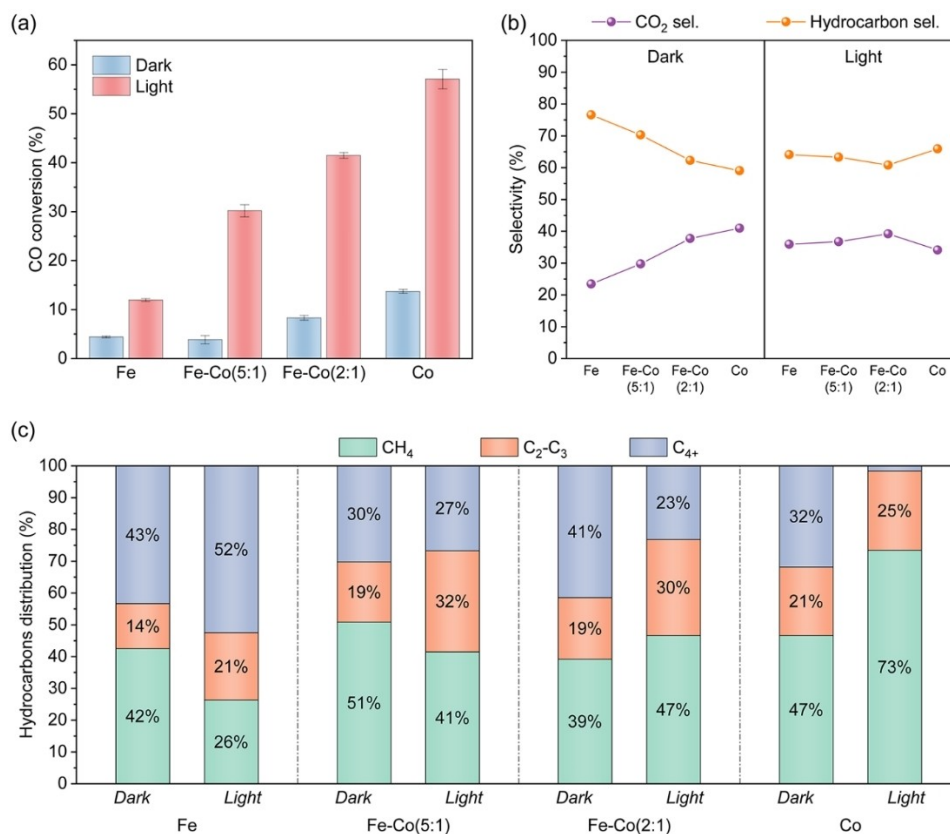 (a)
CO conversion (%)
60
50
40
30
20
10
0
Dark
Light
Fe
Fe-Co(5:1)
Fe-Co(2:1)
Co
(b)
CO₂ sel.
Hydrocarbon sel.
Selectivity (%)
100
90
80
70
60
50
40
30
20
10
0
Dark
Light
Fe
Fe-Co
(5:1)
Fe-Co
(2:1)
Co
Fe
Fe-Co
(5:1)
Fe-Co
(2:1)
Co
(c)
CH₄
C₂-C₃
C₄₊
Hydrocarbons distribution (%)
100
90
80
70
60
50
40
30
20
10
0
43%
14%
42%
52%
21%
26%
30%
19%
51%
27%
32%
41%
41%
19%
39%
23%
30%
47%
32%
21%
47%
25%
73%
Dark Light Dark Light Dark Light Dark Light
Fe Fe-Co(5:1) Fe-Co(2:1) Co